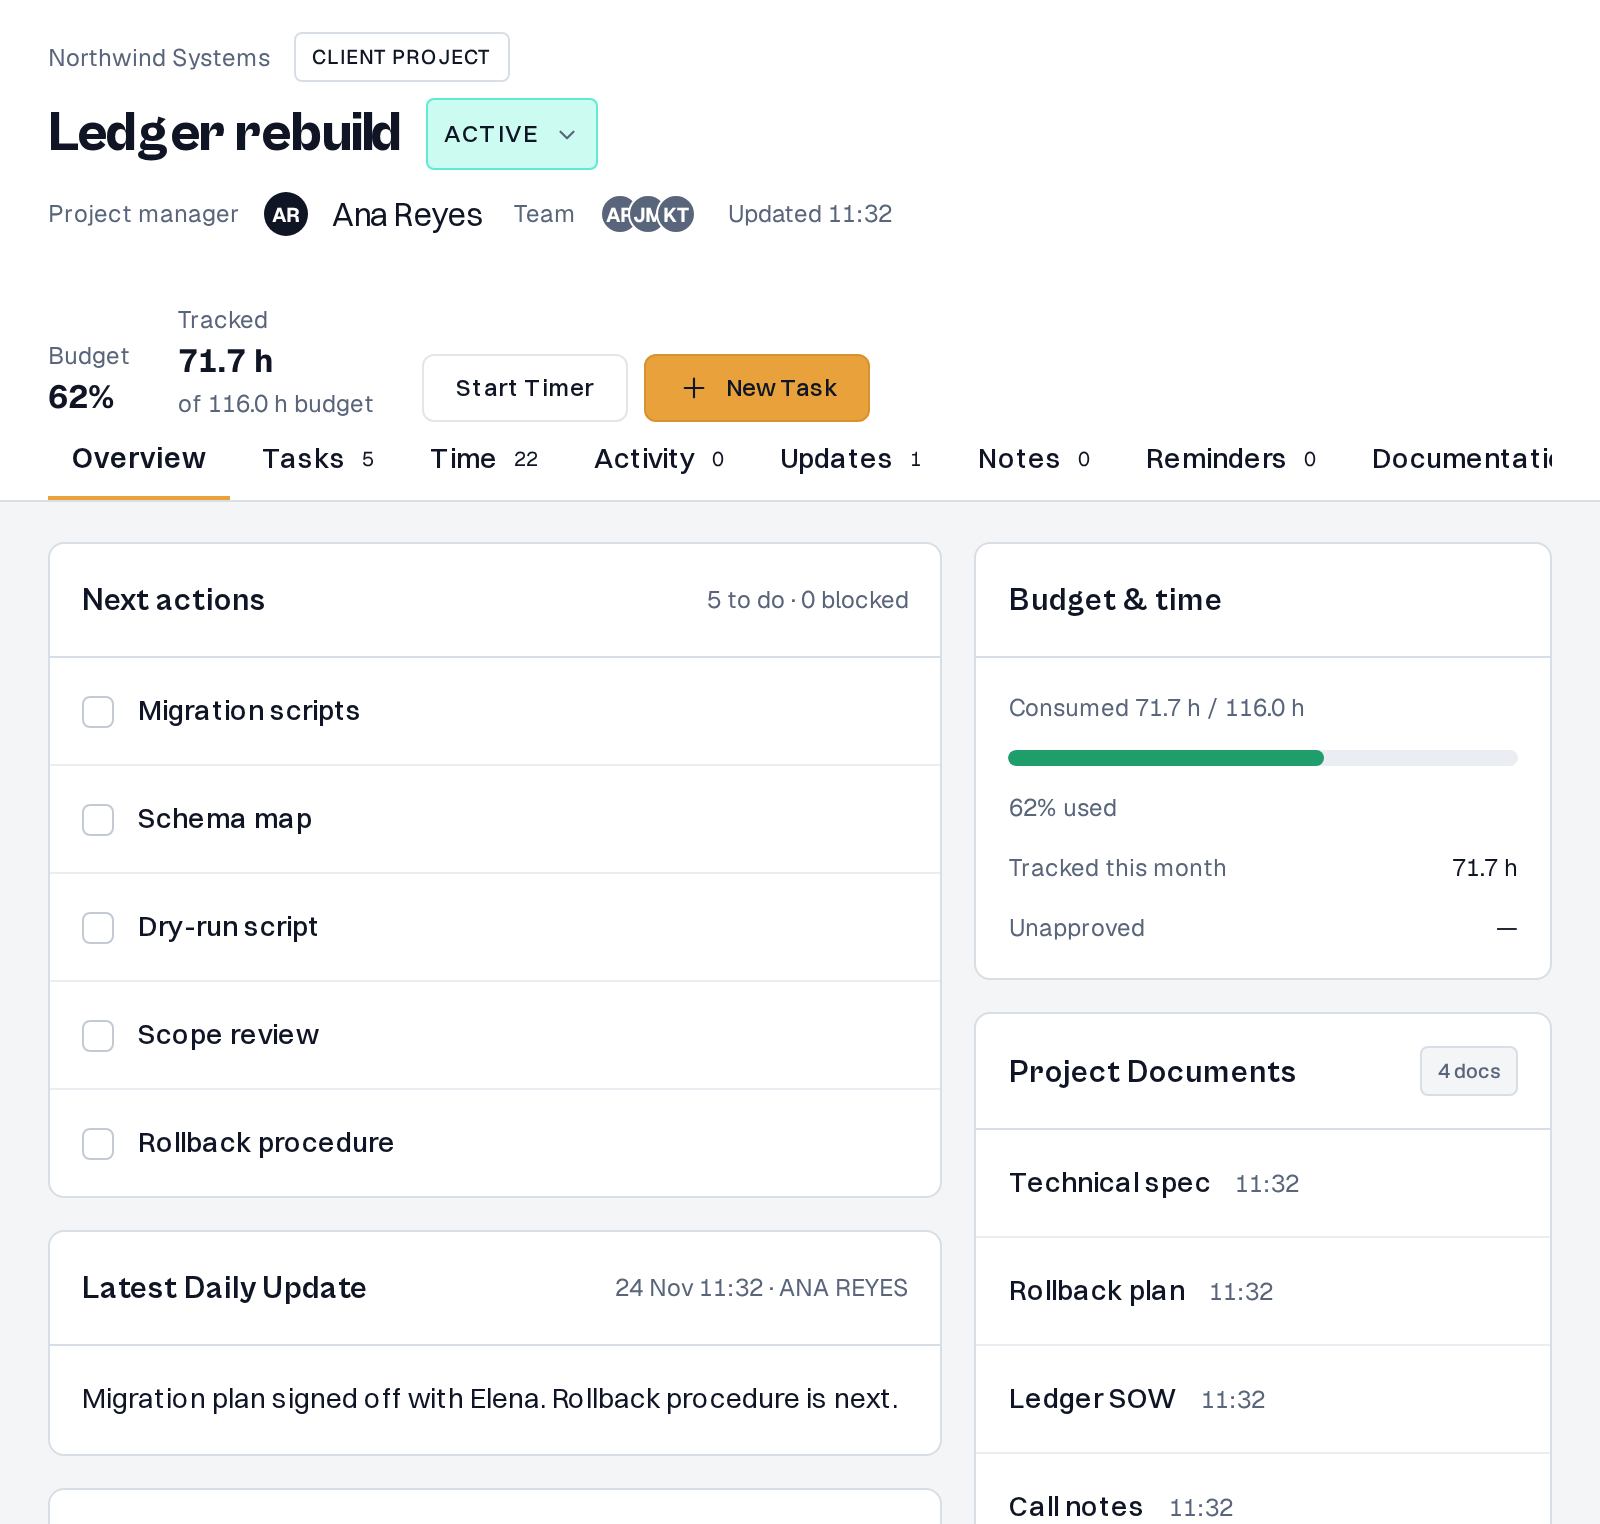 Northwind Systems CLIENT PROJECT
Ledger rebuild ACTIVE
Project manager AR Ana Reyes Team AR JM KT Updated 11:32
Tracked
Budget 71.7 h
62% of 116.0 h budget
Start Timer + New Task
Overview Tasks 5 Time 22 Activity 0 Updates 1 Notes 0 Reminders 0
Next actions 5 to do · 0 blocked
Migration scripts
Schema map
Dry-run script
Scope review
Rollback procedure
Latest Daily Update 24 Nov 11:32 · ANA REYES
Migration plan signed off with Elena. Rollback procedure is next.
Budget & time
Consumed 71.7 h / 116.0 h
62% used
Tracked this month 71.7 h
Unapproved —
Project Documents 4 docs
Technical spec 11:32
Rollback plan 11:32
Ledger SOW 11:32
Call notes 11:32